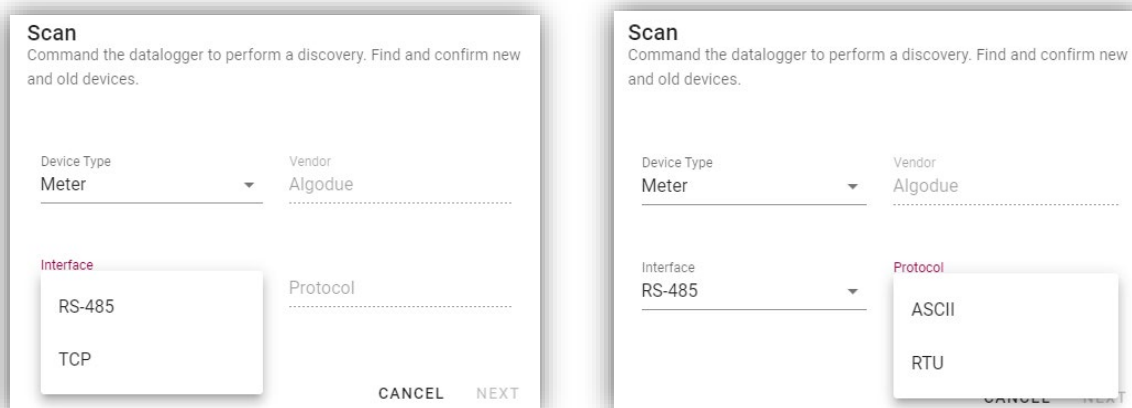 Scan
Command the datalogger to perform a discovery. Find and confirm new
and old devices.
Device Type
Meter
Vendor
Algodue
Interface
RS-485
TCP
Protocol
CANCEL NEXT
Scan
Command the datalogger to perform a discovery. Find and confirm new
and old devices.
Device Type
Meter
Vendor
Algodue
Interface
RS-485
Protocol
ASCII
RTU
CANCEL NEXT